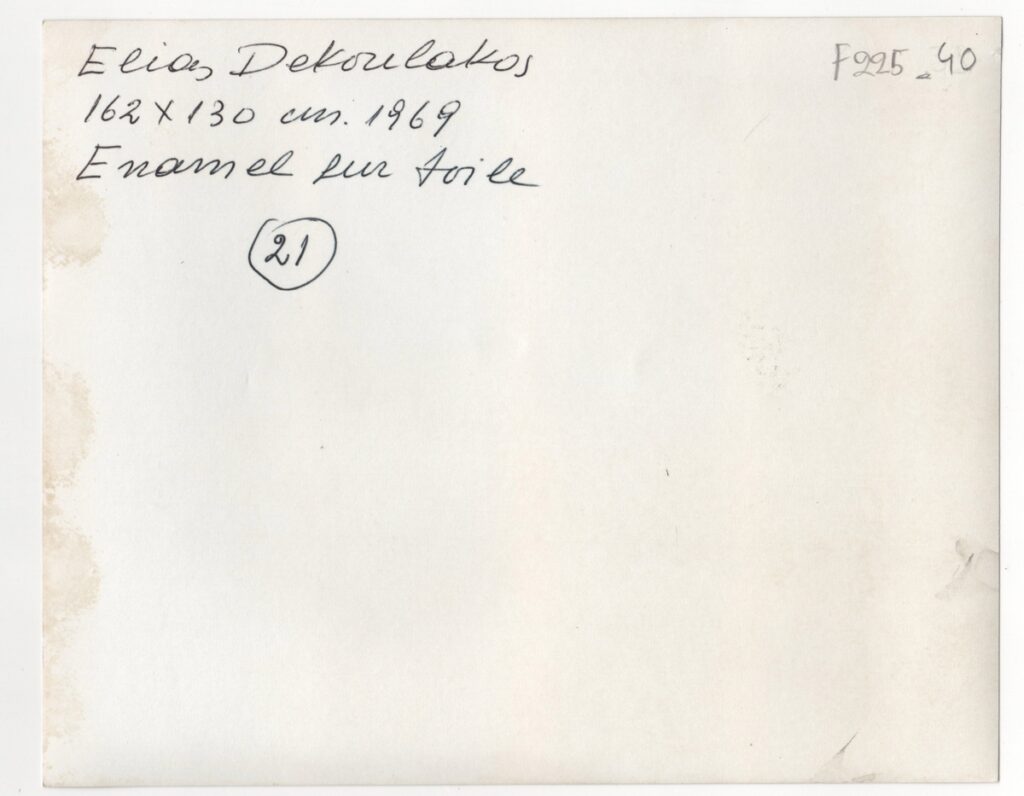 Elias Dekoulakos
F225_40
162 x 130 cm. 1969
Enamel sur toile
21